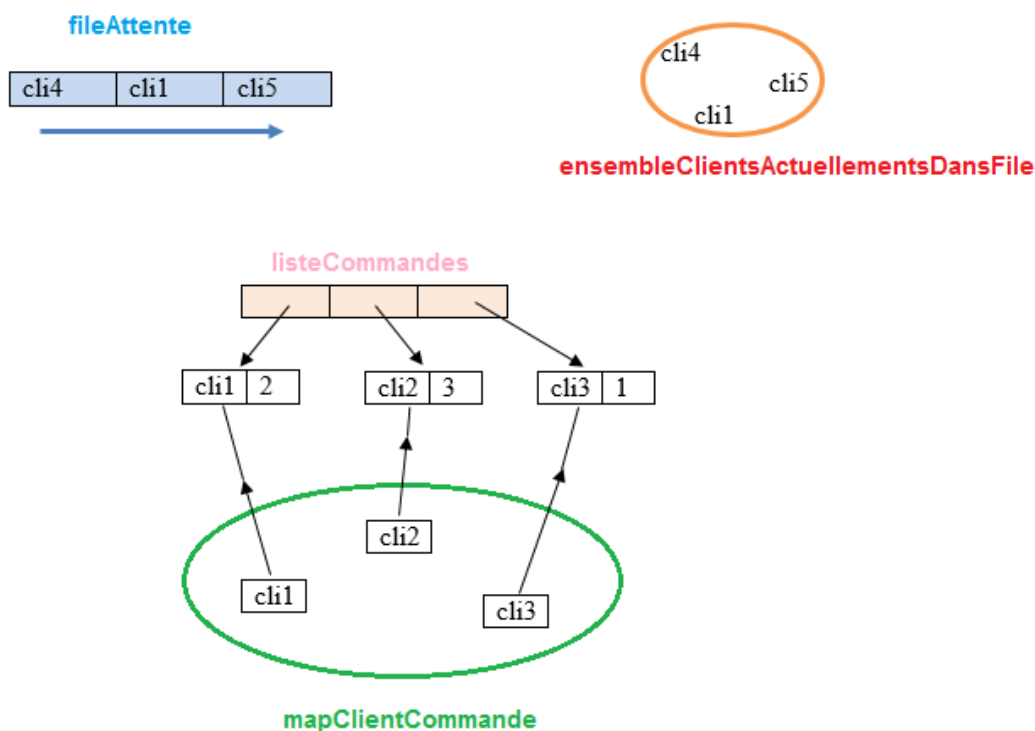 fileAttente
cli4 cli1 cli5
cli4
cli5
cli1
ensembleClientsActuellementsDansFile
listeCommandes
cli1 2 cli2 3 cli3 1
cli2
cli1
cli3
mapClientCommande